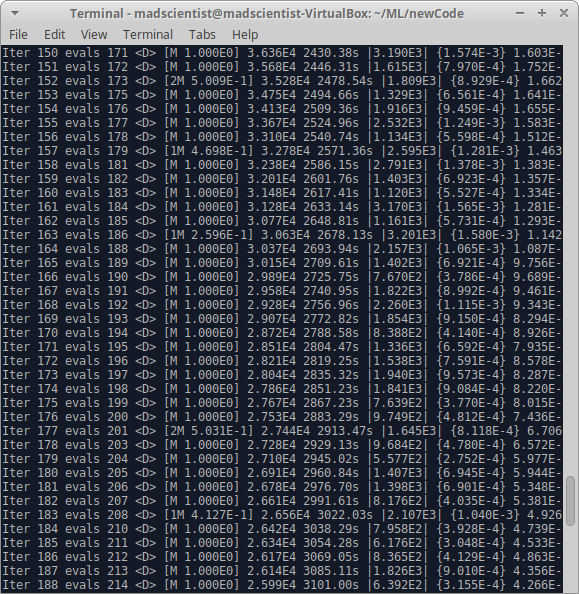 Terminal - madscientist@madscientist-VirtualBox: ~/ML/newCode
File Edit View Terminal Tabs Help
Iter 150 evals 171 <D> [M 1.000E0] 3.636E4 2430.38s |3.190E3| {1.574E-3} 1.603E-
Iter 151 evals 172 <D> [M 1.000E0] 3.568E4 2446.31s |1.615E3| {7.970E-4} 1.752E-
Iter 152 evals 173 <D> [2M 5.009E-1] 3.528E4 2478.54s |1.809E3| {8.929E-4} 1.662
Iter 153 evals 175 <D> [M 1.000E0] 3.475E4 2494.66s |1.329E3| {6.561E-4} 1.641E-
Iter 154 evals 176 <D> [M 1.000E0] 3.413E4 2509.36s |1.916E3| {9.459E-4} 1.655E-
Iter 155 evals 177 <D> [M 1.000E0] 3.367E4 2524.96s |2.532E3| {1.249E-3} 1.583E-
Iter 156 evals 178 <D> [M 1.000E0] 3.310E4 2540.74s |1.134E3| {5.598E-4} 1.512E-
Iter 157 evals 179 <D> [1M 4.698E-1] 3.278E4 2571.36s |2.595E3| {1.281E-3} 1.463
Iter 158 evals 181 <D> [M 1.000E0] 3.238E4 2586.15s |2.791E3| {1.378E-3} 1.383E-
Iter 159 evals 182 <D> [M 1.000E0] 3.201E4 2601.76s |1.403E3| {6.923E-4} 1.357E-
Iter 160 evals 183 <D> [M 1.000E0] 3.148E4 2617.41s |1.120E3| {5.527E-4} 1.334E-
Iter 161 evals 184 <D> [M 1.000E0] 3.128E4 2633.14s |3.170E3| {1.565E-3} 1.281E-
Iter 162 evals 185 <D> [M 1.000E0] 3.077E4 2648.81s |1.161E3| {5.731E-4} 1.293E-
Iter 163 evals 186 <D> [1M 2.596E-1] 3.063E4 2678.13s |3.201E3| {1.580E-3} 1.142
Iter 164 evals 188 <D> [M 1.000E0] 3.037E4 2693.94s |2.157E3| {1.065E-3} 1.087E-
Iter 165 evals 189 <D> [M 1.000E0] 3.015E4 2709.61s |1.402E3| {6.921E-4} 9.756E-
Iter 166 evals 190 <D> [M 1.000E0] 2.989E4 2725.75s |7.670E2| {3.786E-4} 9.689E-
Iter 167 evals 191 <D> [M 1.000E0] 2.958E4 2740.95s |1.822E3| {8.992E-4} 9.461E-
Iter 168 evals 192 <D> [M 1.000E0] 2.928E4 2756.96s |2.260E3| {1.115E-3} 9.343E-
Iter 169 evals 193 <D> [M 1.000E0] 2.907E4 2772.82s |1.854E3| {9.150E-4} 8.294E-
Iter 170 evals 194 <D> [M 1.000E0] 2.872E4 2788.58s |8.388E2| {4.140E-4} 8.926E-
Iter 171 evals 195 <D> [M 1.000E0] 2.851E4 2804.47s |1.336E3| {6.592E-4} 7.935E-
Iter 172 evals 196 <D> [M 1.000E0] 2.821E4 2819.25s |1.538E3| {7.591E-4} 8.578E-
Iter 173 evals 197 <D> [M 1.000E0] 2.804E4 2835.32s |1.940E3| {9.573E-4} 8.287E-
Iter 174 evals 198 <D> [M 1.000E0] 2.786E4 2851.23s |1.841E3| {9.084E-4} 8.220E-
Iter 175 evals 199 <D> [M 1.000E0] 2.767E4 2867.23s |7.639E2| {3.770E-4} 8.015E-
Iter 176 evals 200 <D> [M 1.000E0] 2.753E4 2883.29s |9.749E2| {4.812E-4} 7.436E-
Iter 177 evals 201 <D> [2M 5.031E-1] 2.744E4 2913.47s |1.645E3| {8.118E-4} 6.706
Iter 178 evals 203 <D> [M 1.000E0] 2.728E4 2929.13s |9.684E2| {4.780E-4} 6.572E-
Iter 179 evals 204 <D> [M 1.000E0] 2.710E4 2945.02s |5.577E2| {2.752E-4} 5.977E-
Iter 180 evals 205 <D> [M 1.000E0] 2.691E4 2960.84s |1.407E3| {6.945E-4} 5.944E-
Iter 181 evals 206 <D> [M 1.000E0] 2.678E4 2976.70s |1.398E3| {6.901E-4} 5.348E-
Iter 182 evals 207 <D> [M 1.000E0] 2.661E4 2991.61s |8.176E2| {4.035E-4} 5.381E-
Iter 183 evals 208 <D> [1M 4.127E-1] 2.656E4 3022.03s |2.107E3| {1.040E-3} 4.926
Iter 184 evals 210 <D> [M 1.000E0] 2.642E4 3038.29s |7.958E2| {3.928E-4} 4.739E-
Iter 185 evals 211 <D> [M 1.000E0] 2.634E4 3054.28s |6.176E2| {3.048E-4} 4.533E-
Iter 186 evals 212 <D> [M 1.000E0] 2.617E4 3069.05s |8.365E2| {4.129E-4} 4.863E-
Iter 187 evals 213 <D> [M 1.000E0] 2.614E4 3085.11s |1.826E3| {9.010E-4} 4.356E-
Iter 188 evals 214 <D> [M 1.000E0] 2.599E4 3101.00s |6.392E2| {3.155E-4} 4.266E-